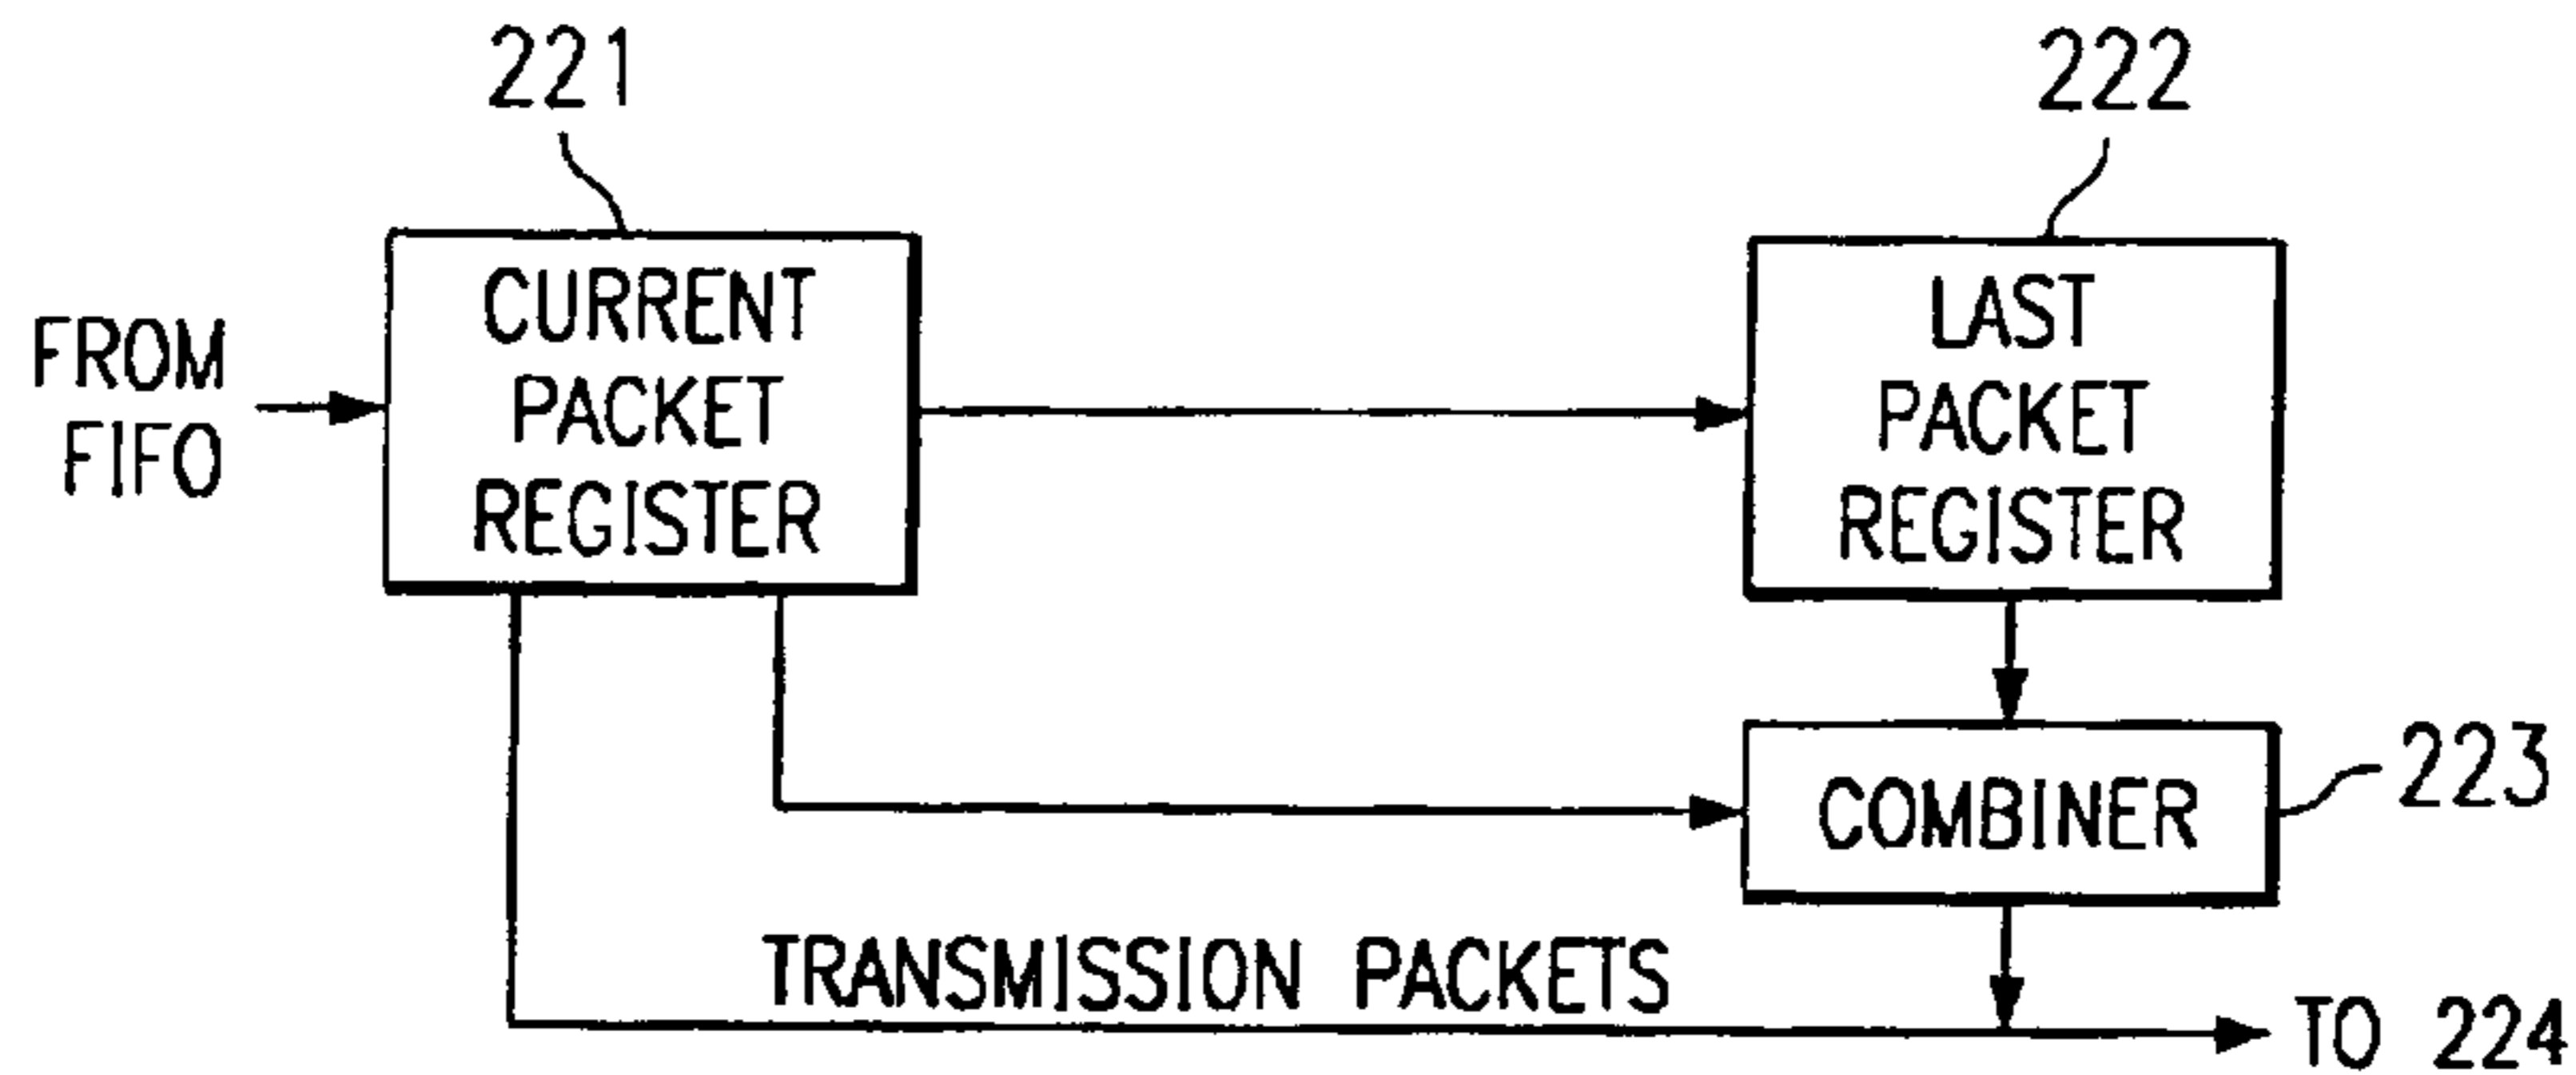 221
222
FROM
FIFO
CURRENT
PACKET
REGISTER
LAST
PACKET
REGISTER
COMBINER
223
TRANSMISSION PACKETS
TO 224